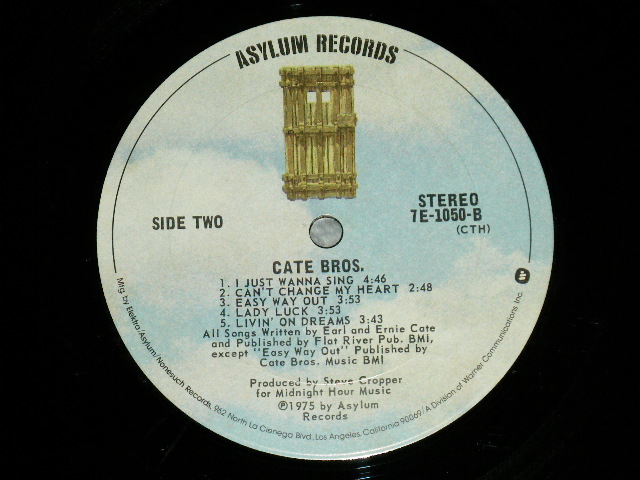 ASYLUM RECORDS
STEREO
7E-1050-B
(CTH)
SIDE TWO
CATE BROS.
1. I JUST WANNA SING 4:46
2. CAN'T CHANGE MY HEART 2:48
3. EASY WAY OUT 3:53
4. LADY LUCK 3:53
5. LIVIN' ON DREAMS 3:43
All Songs Written by Earl and Ernie Cate
and Published by Flat River Pub. BMI,
except "Easy Way Out" Published by
Cate Bros. Music BMI
Produced by Steve Cropper
for Midnight Hour Music
℗1975 by Asylum
Records
Mfg by Elektra/Asylum/Nonesuch Records, 962 North La Cienega Blvd., Los Angeles, California 90069/A Division of Warner Communications Inc.